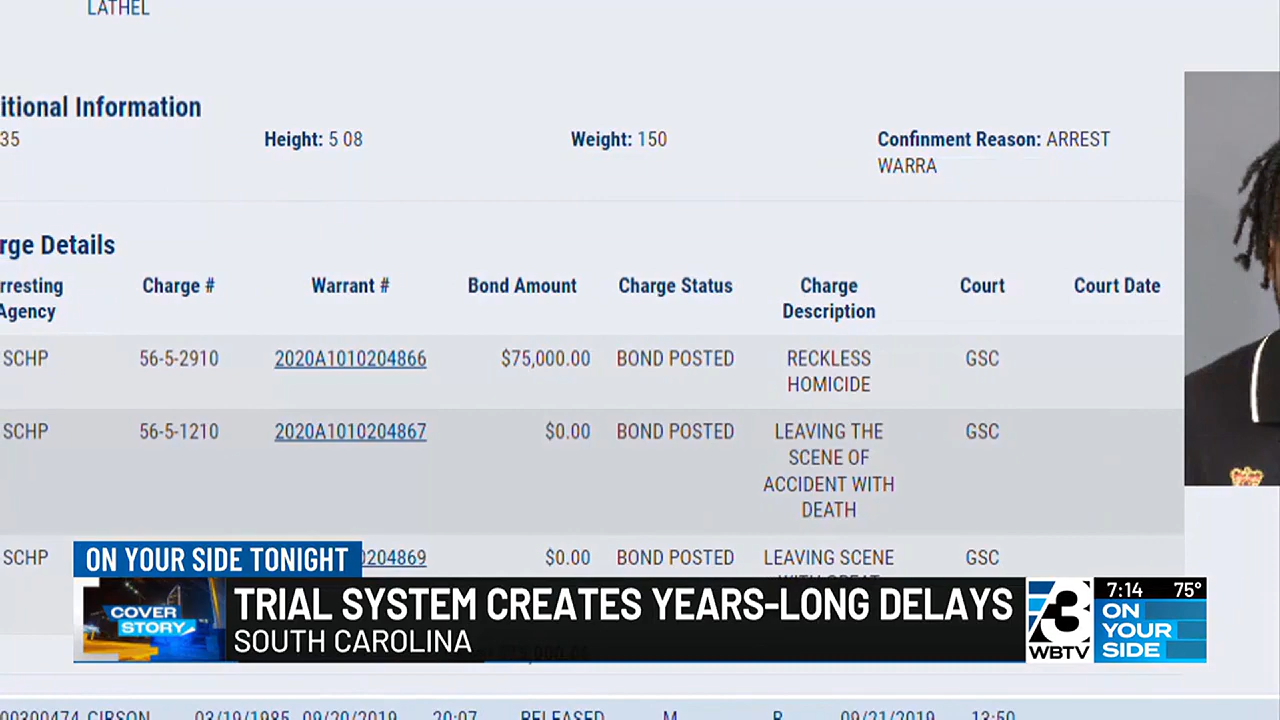 LATHEL
itional Information
35 Height: 5 08 Weight: 150 Confinment Reason: ARREST
WARRA
rge Details
rresting Charge # Warrant # Bond Amount Charge Status Charge Court Court Date
Agency Description
SCHP 56-5-2910 2020A1010204866 $75,000.00 BOND POSTED RECKLESS GSC
HOMICIDE
SCHP 56-5-1210 2020A1010204867 $0.00 BOND POSTED LEAVING THE GSC
SCENE OF
ACCIDENT WITH
DEATH
SCHP 0204869 $0.00 BOND POSTED LEAVING SCENE GSC
ON YOUR SIDE TONIGHT
COVER
STORY
TRIAL SYSTEM CREATES YEARS-LONG DELAYS
SOUTH CAROLINA
3
WBTV
7:14 75°
ON
YOUR
SIDE
00300474 GIBSON 03/19/1985 09/20/2019 20:07 RELEASED M B 09/21/2019 13:50